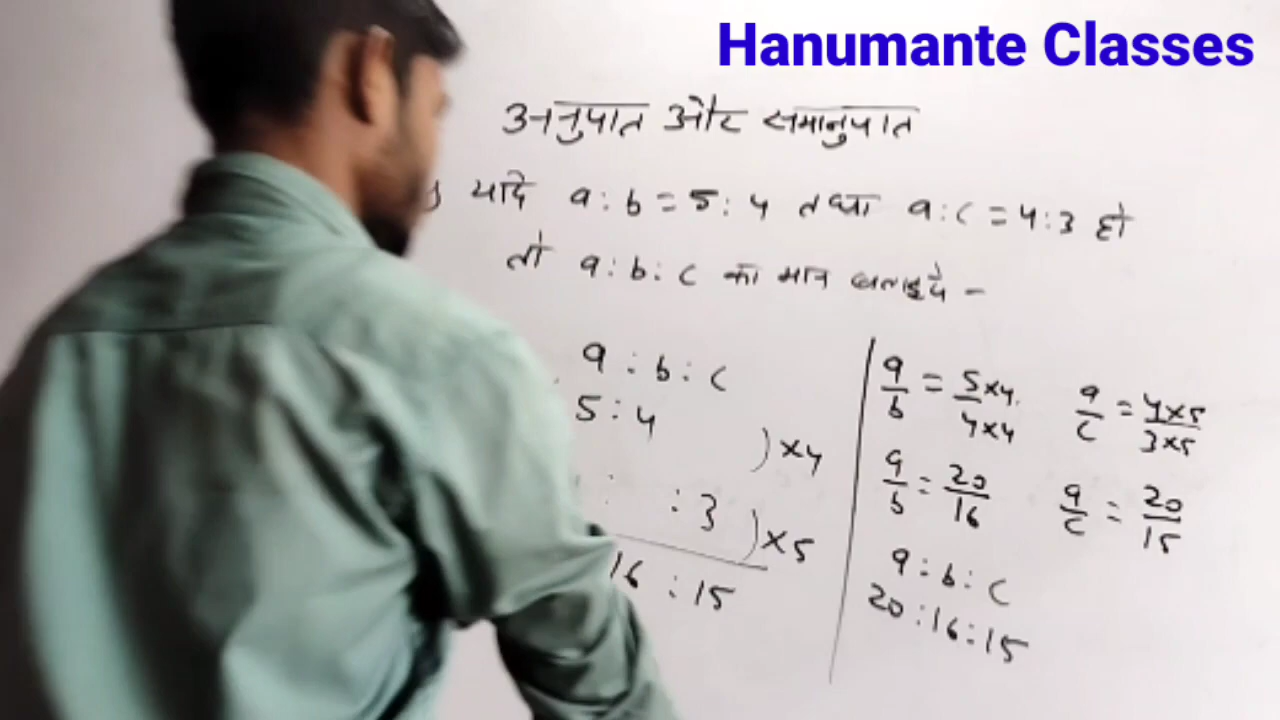 Hanumante Classes
अनुपात और समानुपात
यदि a:b = 5:4 तथा a:c = 4:3 हो
तो a:b:c का मान बताइये -
a : b : c
5 : 4
) ×4
: : 3 ) ×5
16 : 15
a/b = 5×4/4×4 a/c = 4×5/3×5
a/b = 20/16 a/c = 20/15
a : b : c
20 : 16 : 15